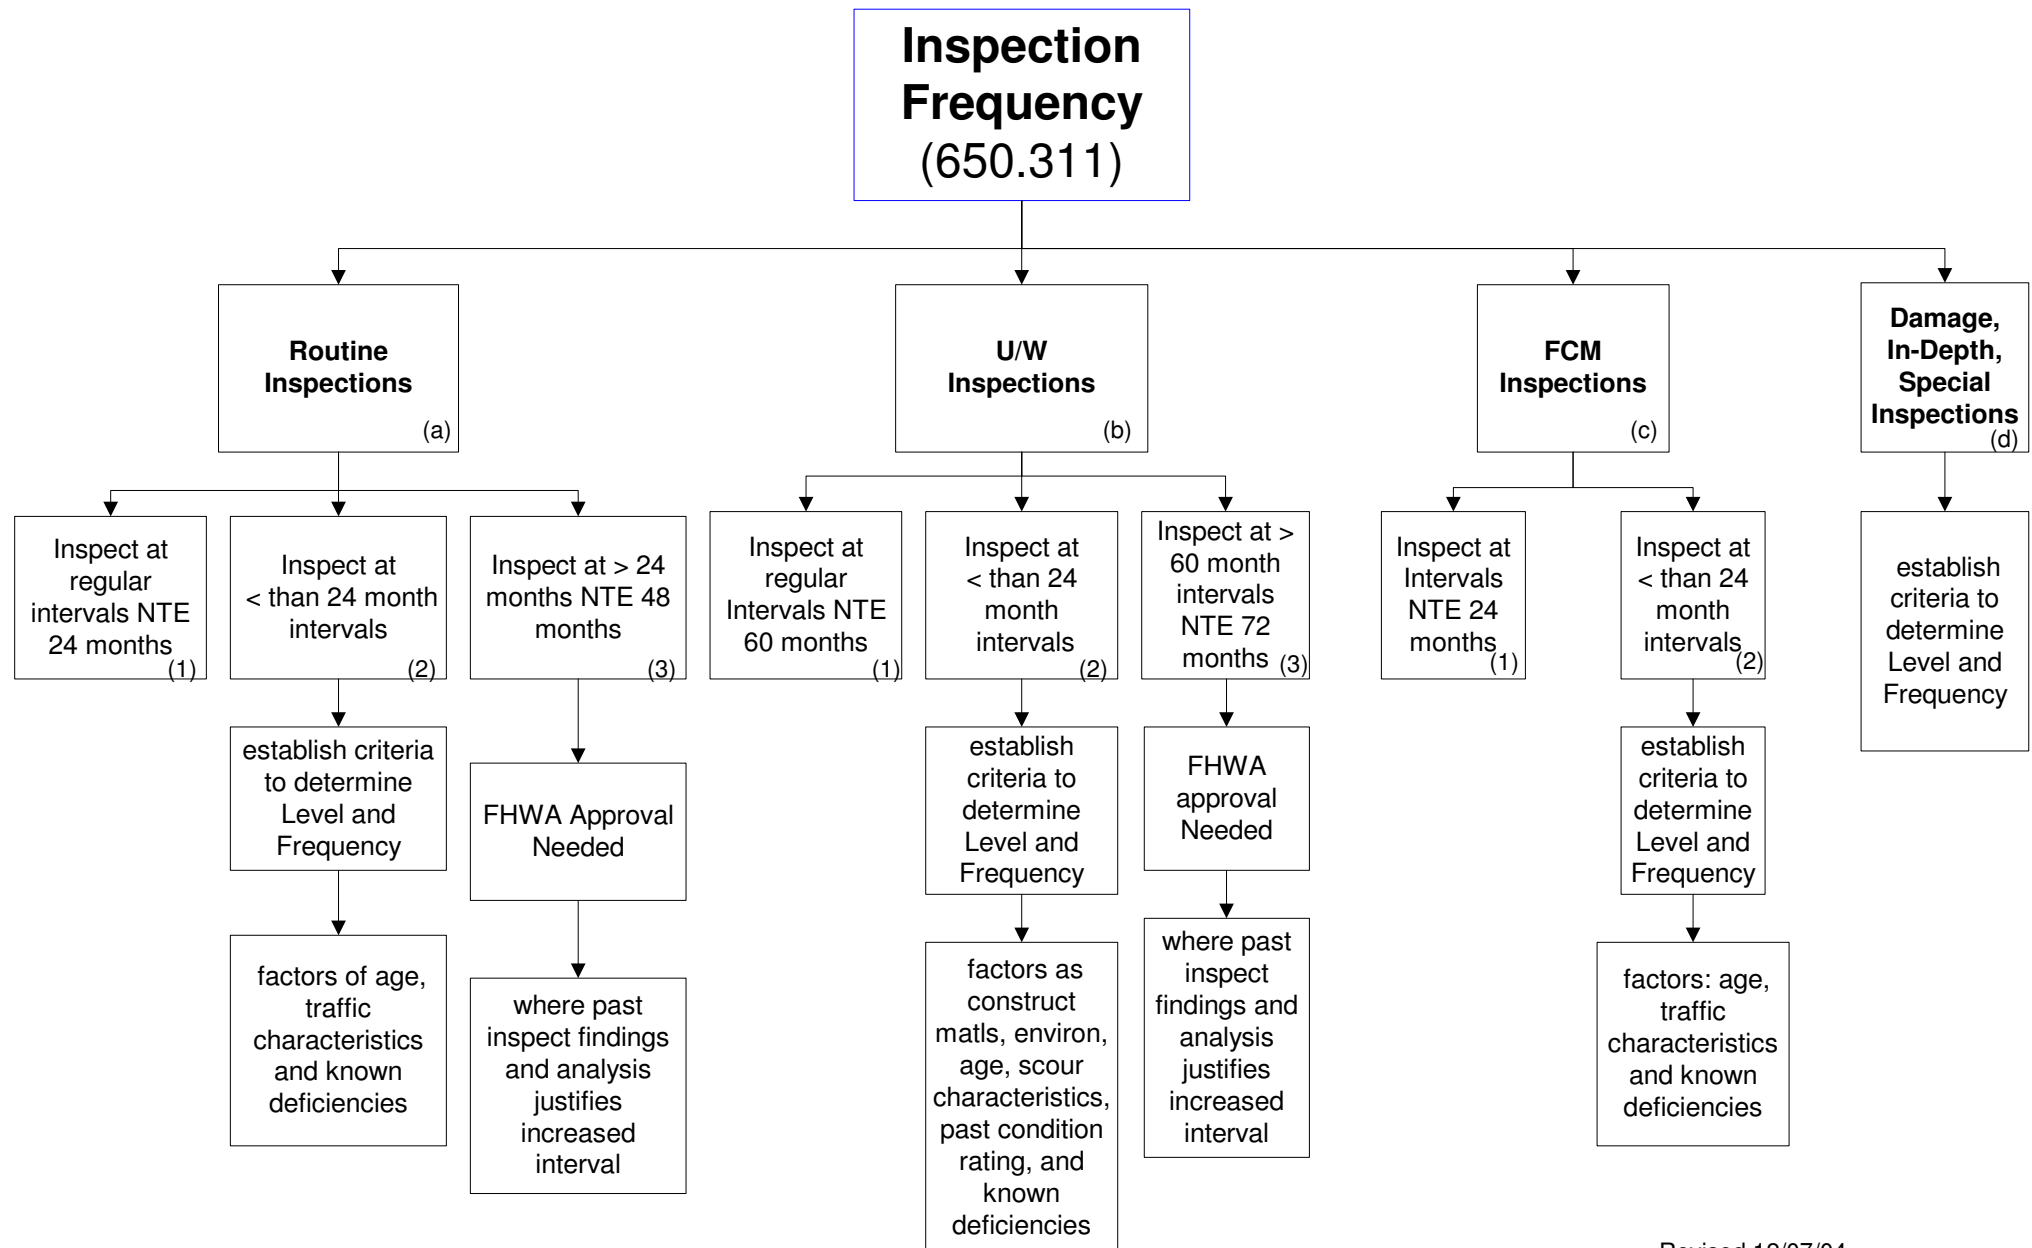 Inspection
Frequency
(650.311)
Routine
Inspections
(a)
U/W
Inspections
(b)
FCM
Inspections
(c)
Damage,
In-Depth,
Special
Inspections
(d)
Inspect at
regular
intervals NTE
24 months
(1)
Inspect at
< than 24 month
intervals
(2)
Inspect at > 24
months NTE 48
months
(3)
Inspect at
regular
Intervals NTE
60 months
(1)
Inspect at
< than 24
month
intervals
(2)
Inspect at >
60 month
intervals
NTE 72
months
(3)
Inspect at
Intervals
NTE 24
months
(1)
Inspect at
< than 24
month
intervals
(2)
establish
criteria to
determine
Level and
Frequency
establish criteria
to determine
Level and
Frequency
FHWA Approval
Needed
establish
criteria to
determine
Level and
Frequency
FHWA
approval
Needed
establish
criteria to
determine
Level and
Frequency
factors of age,
traffic
characteristics
and known
deficiencies
where past
inspect findings
and analysis
justifies
increased
interval
factors as
construct
matls, environ,
age, scour
characteristics,
past condition
rating, and
known
deficiencies
where past
inspect
findings and
analysis
justifies
increased
interval
factors: age,
traffic
characteristics
and known
deficiencies
Revised 12/07/04